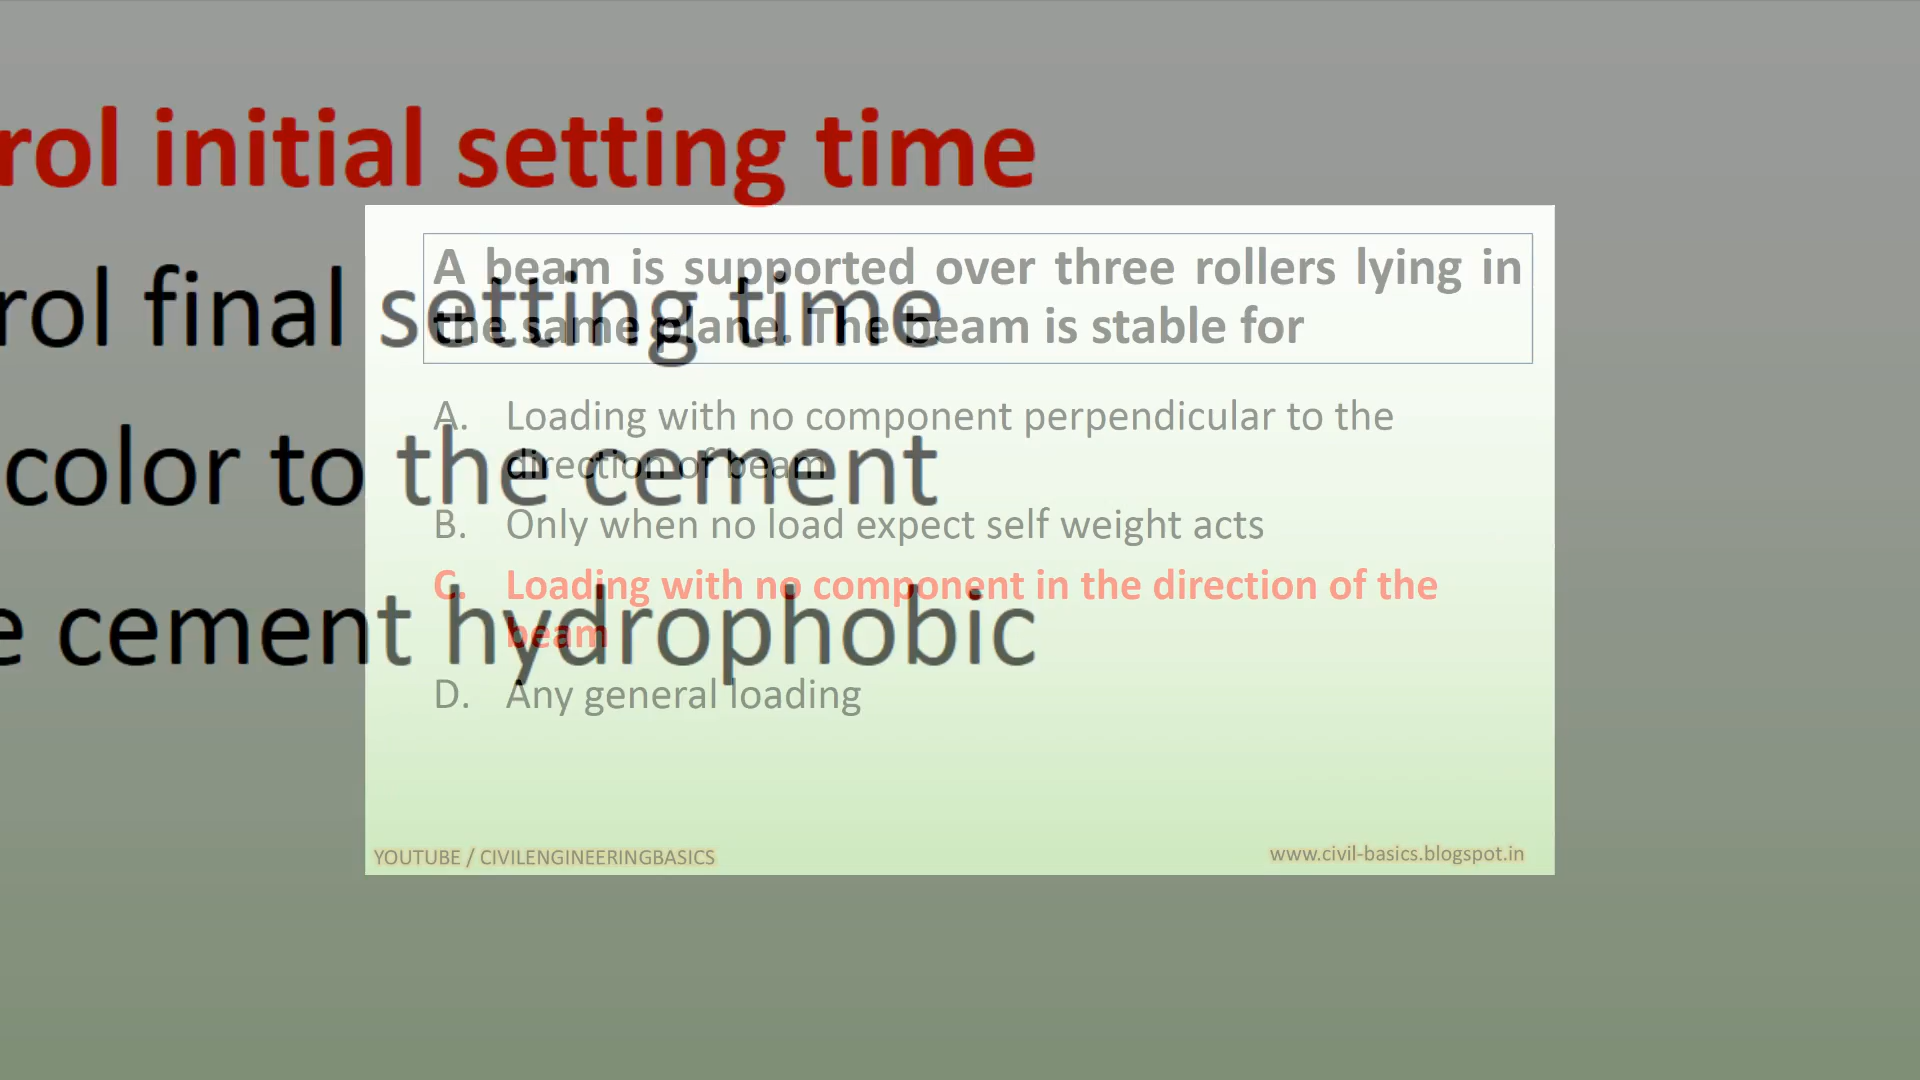 rol initial setting time
rol final setting time
color to the cement
e cement hydrophobic
A beam is supported over three rollers lying in
the same plane. The beam is stable for
A. Loading with no component perpendicular to the
direction of beam
B. Only when no load expect self weight acts
C. Loading with no component in the direction of the
beam
D. Any general loading
YOUTUBE / CIVILENGINEERINGBASICS
www.civil-basics.blogspot.in